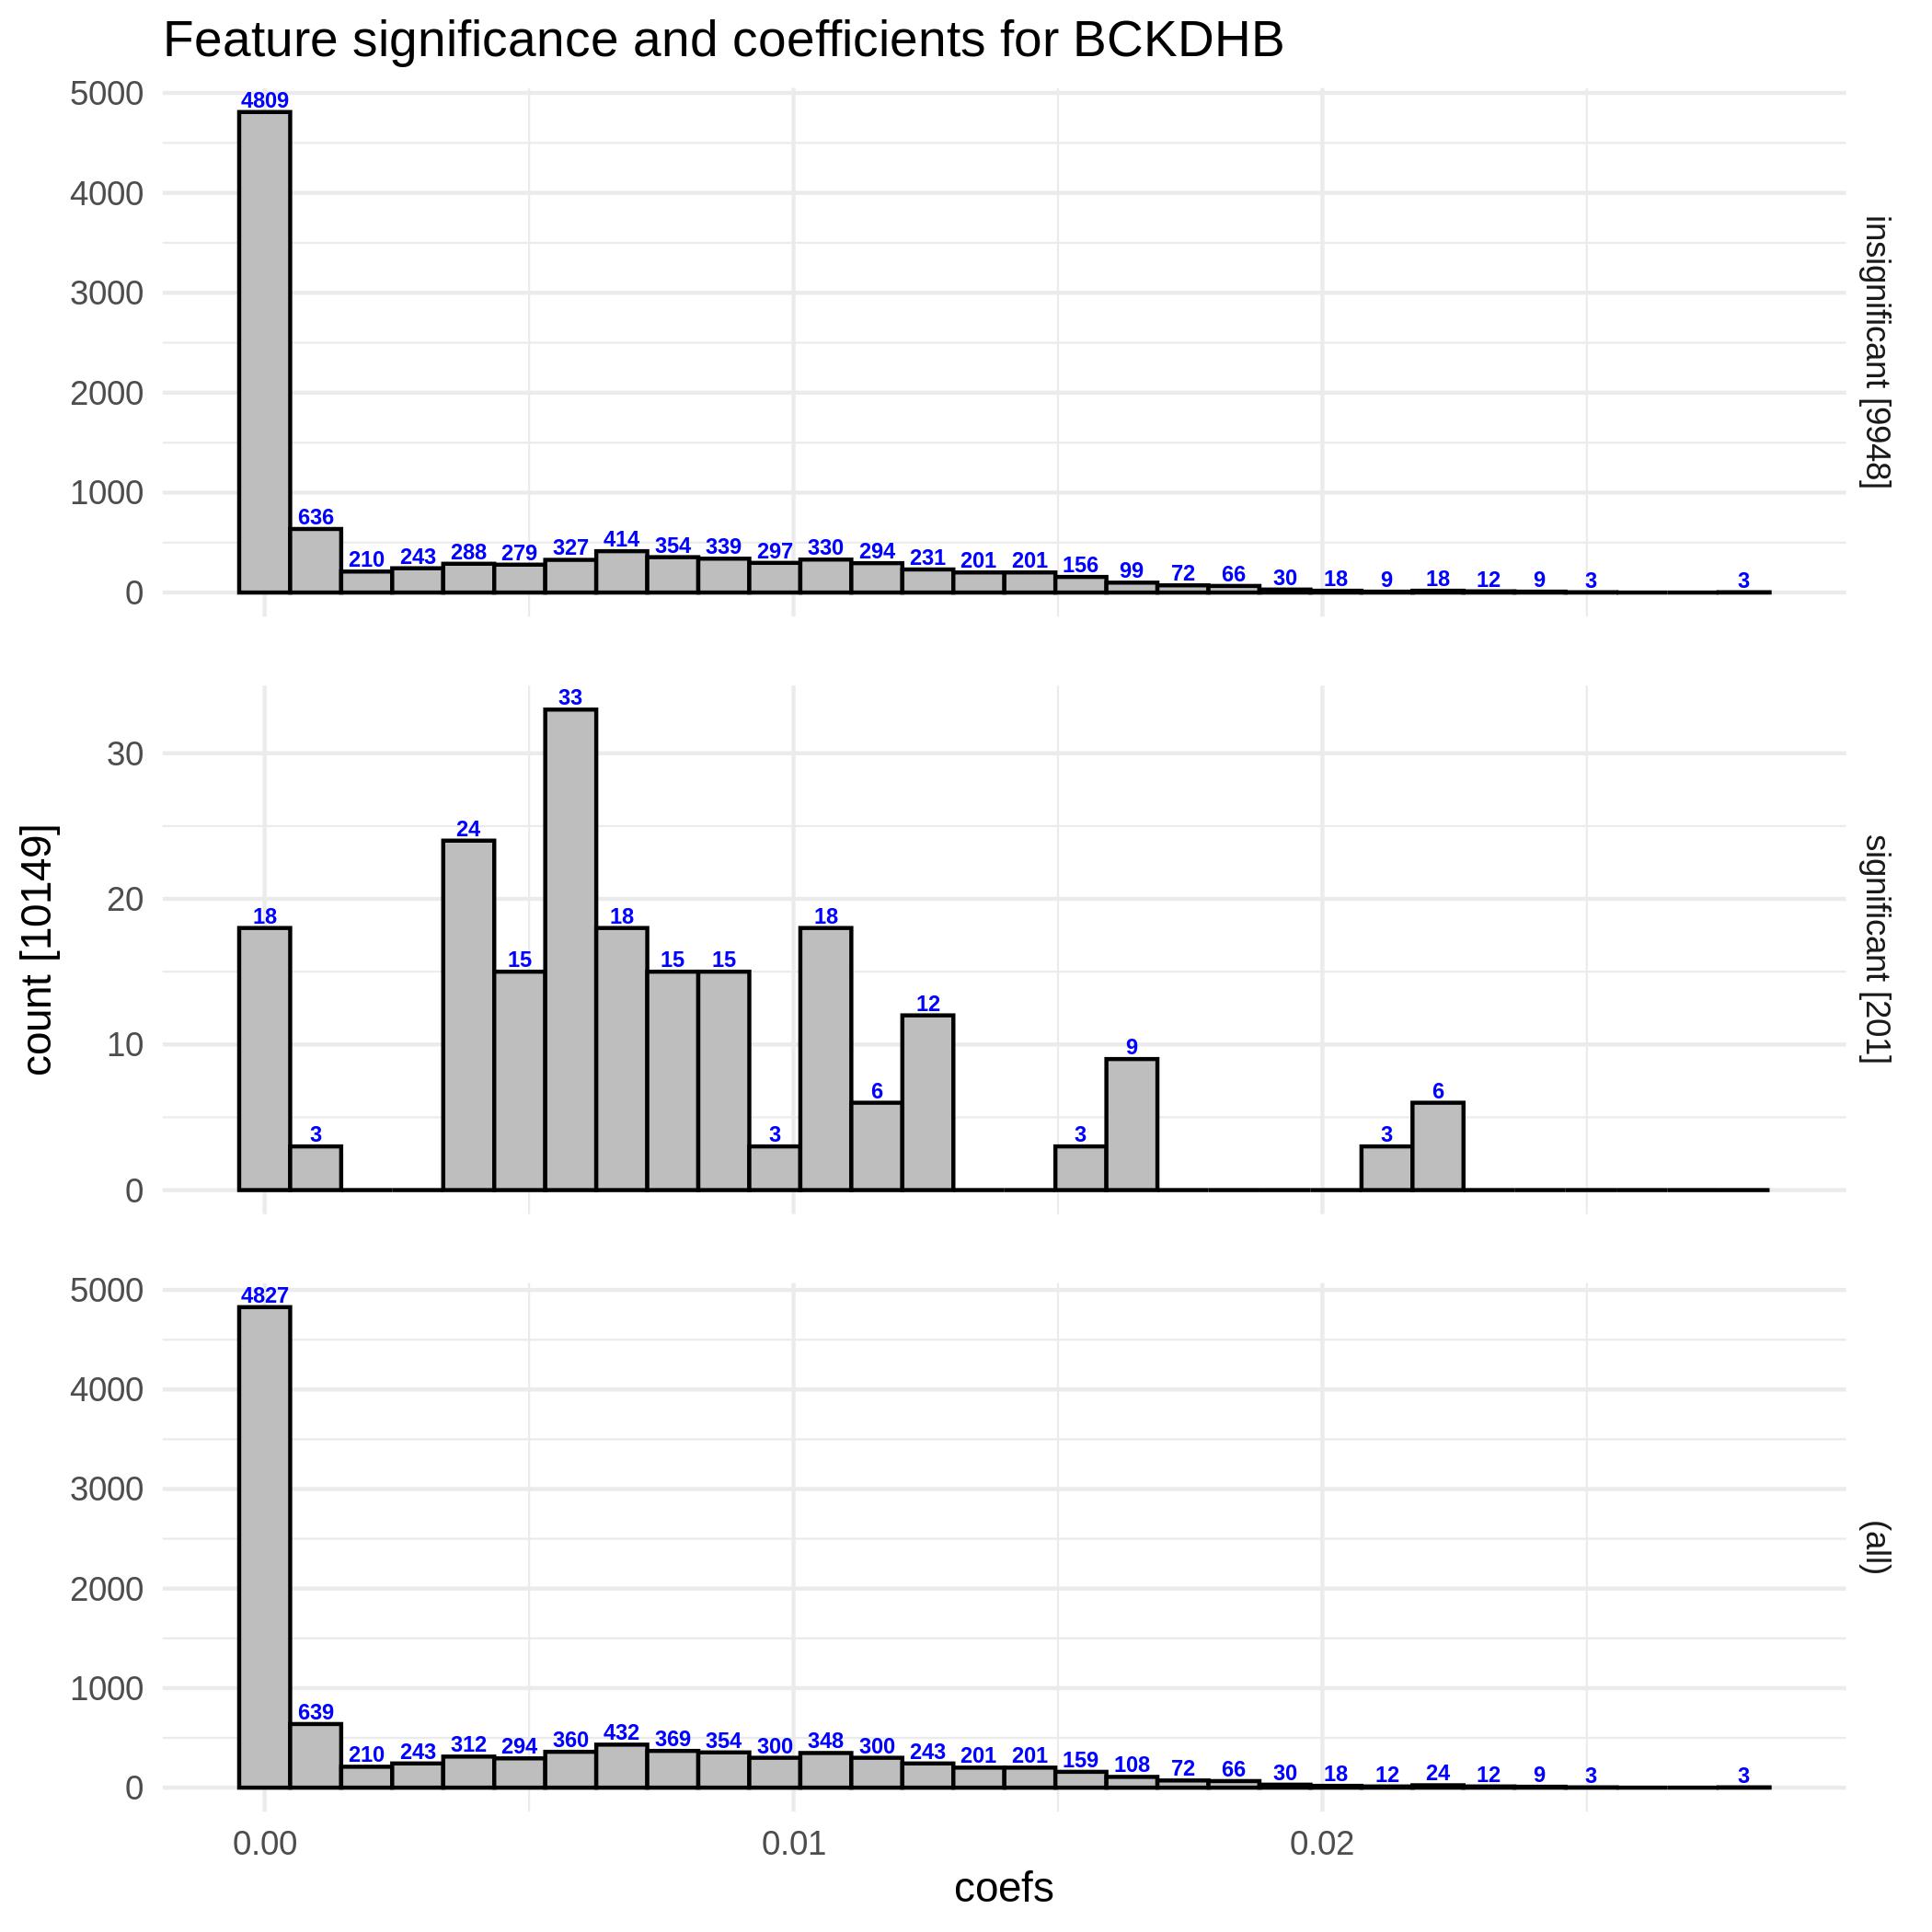 Feature significance and coefficients for BCKDHB
5000
4000
3000
2000
1000
0
4809
636
210 243 288 279 327 414 354 339 297 330 294 231 201 201 156 99 72 66 30 18 9 18 12 9 3 3
insignificant [9948]
30
20
10
0
18 3 24 15 33 18 15 15 3 18 6 12 3 9 3 6
significant [201]
count [10149]
5000
4000
3000
2000
1000
0
4827
639
210 243 312 294 360 432 369 354 300 348 300 243 201 201 159 108 72 66 30 18 12 24 12 9 3 3
(all)
0.00 0.01 0.02
coefs